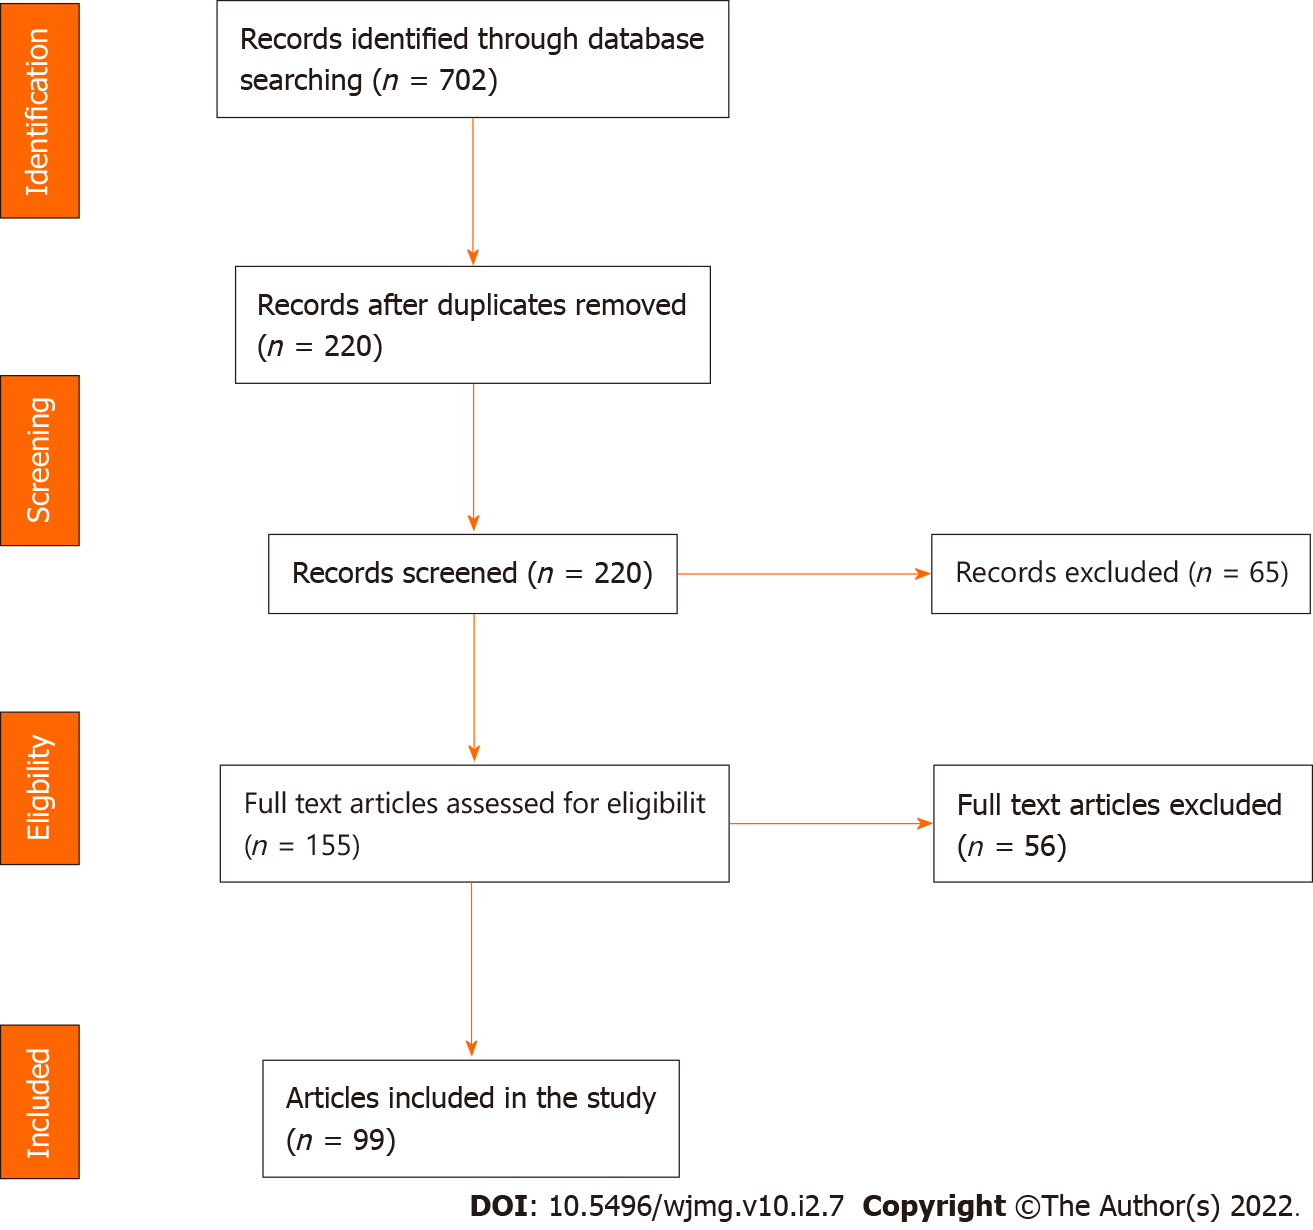 Identification
Records identified through database
searching (n = 702)
Records after duplicates removed
(n = 220)
Screening
Records screened (n = 220)
Records excluded (n = 65)
Eligbility
Full text articles assessed for eligibilit
(n = 155)
Full text articles excluded
(n = 56)
Included
Articles included in the study
(n = 99)
DOI: 10.5496/wjmg.v10.i2.7 Copyright ©The Author(s) 2022.